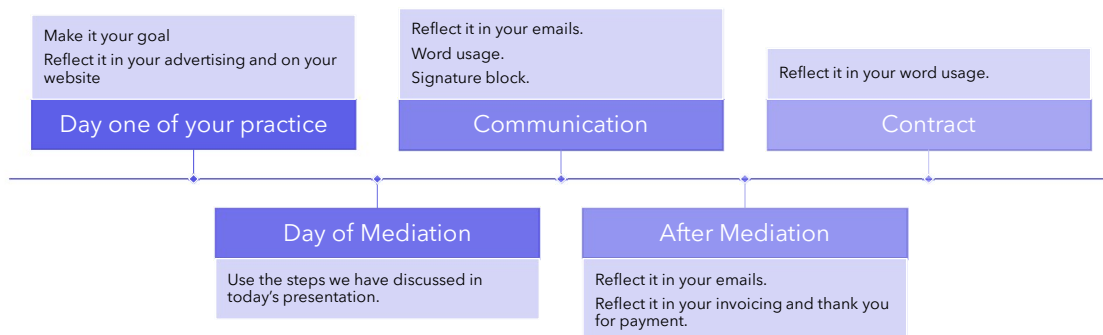 Make it your goal
Reflect it in your advertising and on your
website
Day one of your practice
Reflect it in your emails.
Word usage.
Signature block.
Communication
Reflect it in your word usage.
Contract
Day of Mediation
Use the steps we have discussed in
today’s presentation.
After Mediation
Reflect it in your emails.
Reflect it in your invoicing and thank you
for payment.